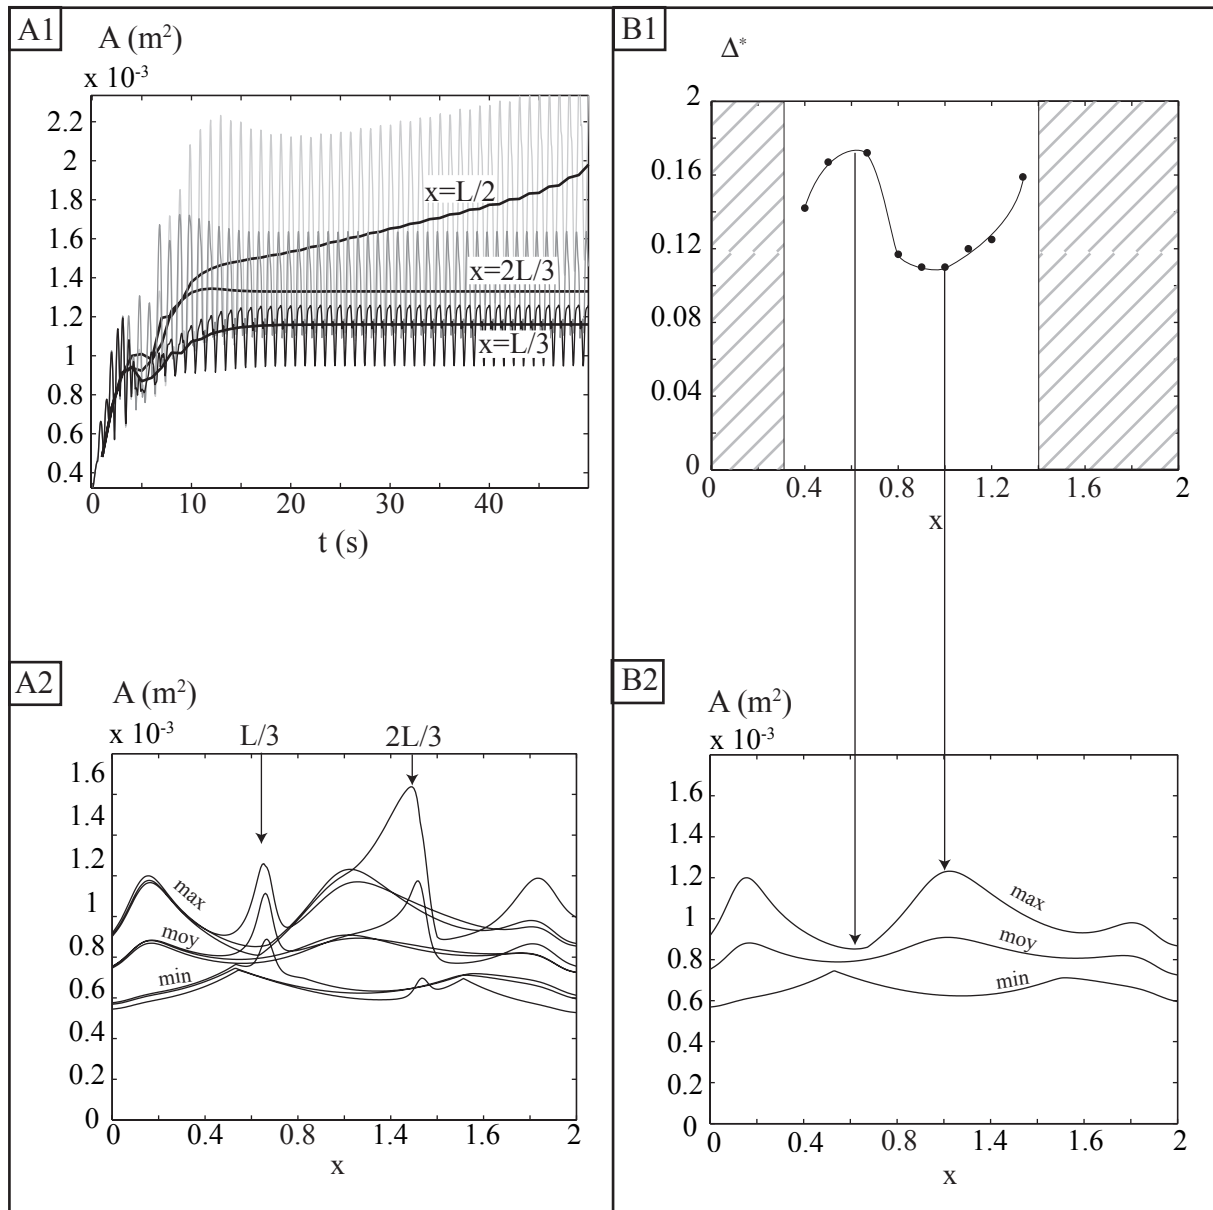 A1
A (m²)
x 10⁻³
2.2
2
1.8
1.6
1.4
1.2
1
0.8
0.6
0.4
x=L/2
x=2L/3
x=L/3
0 10 20 30 40
t (s)
B1
Δ*
2
0.16
0.12
0.08
0.04
0
0 0.4 0.8 1.2 1.6 2
x
A2
A (m²)
x 10⁻³
L/3 2L/3
1.6
1.4
1.2
1
0.8
0.6
0.4
0.2
0
max
moy
min
0 0.4 0.8 1.4 1.6 2
x
B2
A (m²)
x 10⁻³
1.6
1.4
1.2
1
0.8
0.6
0.4
0.2
0
max
moy
min
0 0.4 0.8 1.4 1.6 2
x